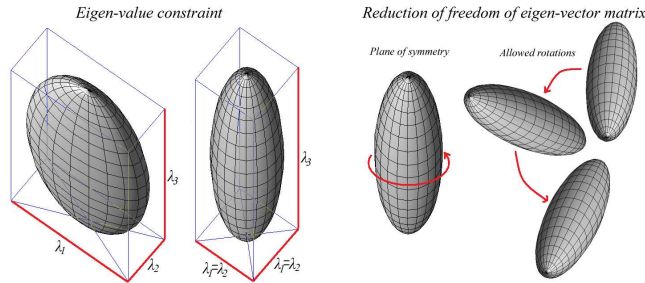 Eigen-value constraint
Reduction of freedom of eigen-vector matrix
Plane of symmetry
Allowed rotations
λ3
λ1
λ2
λ3
λ1=λ2
λ1=λ2